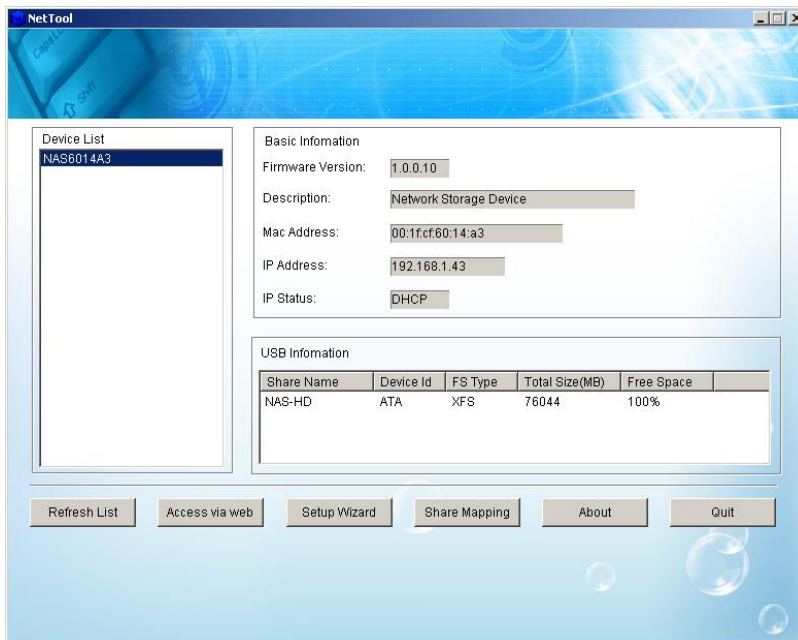 NetTool
Caps Lo
Shift
Device List
NAS6014A3
Basic Infomation
Firmware Version: 1.0.0.10
Description: Network Storage Device
Mac Address: 00:1f:cf:60:14:a3
IP Address: 192.168.1.43
IP Status: DHCP
USB Infomation
Share Name Device Id FS Type Total Size(MB) Free Space
NAS-HD ATA XFS 76044 100%
Refresh List Access via web Setup Wizard Share Mapping About Quit